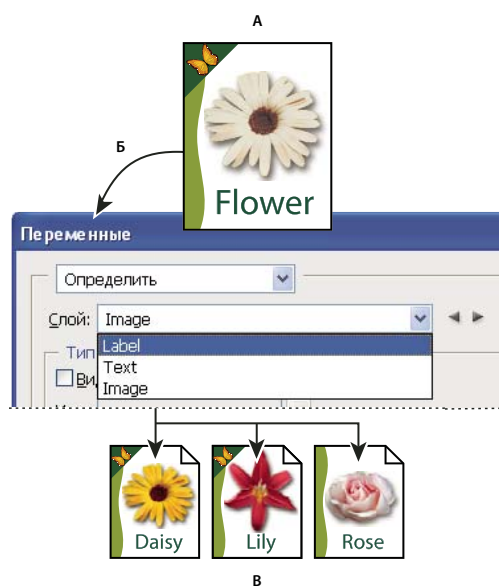 А
Flower
Б
Переменные
Определить
Слой: Image
Тип
Label
Text
Image
Daisy
Lily
Rose
В